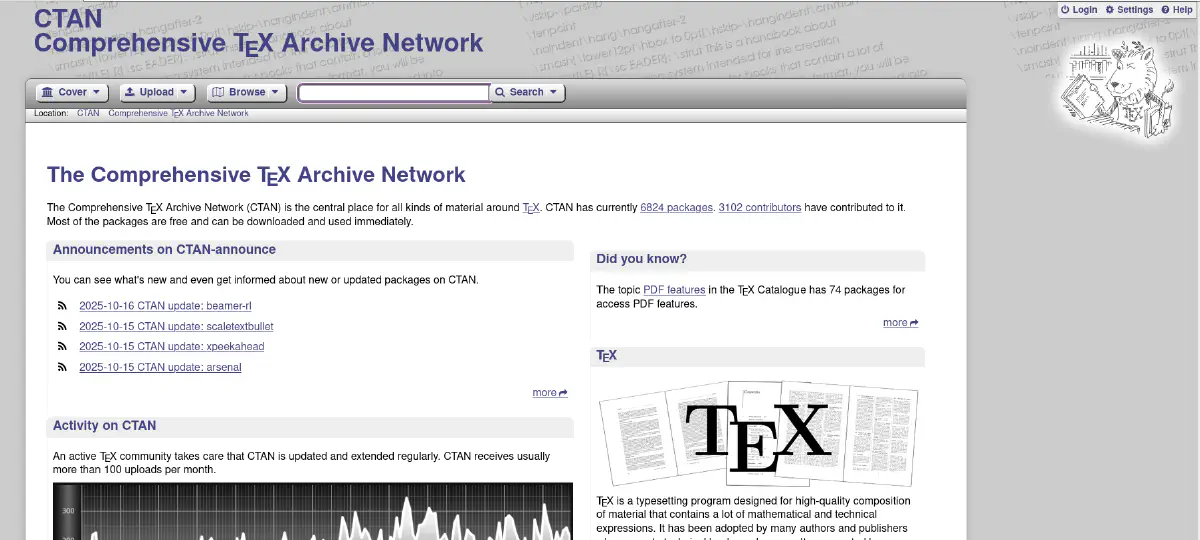 CTAN
Comprehensive TEX Archive Network
Login Settings Help
Cover Upload Browse Search
Location: CTAN Comprehensive TEX Archive Network
The Comprehensive TEX Archive Network
The Comprehensive TEX Archive Network (CTAN) is the central place for all kinds of material around TEX. CTAN has currently 6824 packages. 3102 contributors have contributed to it.
Most of the packages are free and can be downloaded and used immediately.
Announcements on CTAN-announce
You can see what's new and even get informed about new or updated packages on CTAN.
2025-10-16 CTAN update: beamer-rl
2025-10-15 CTAN update: scaletextbullet
2025-10-15 CTAN update: xpeekahead
2025-10-15 CTAN update: arsenal
more
Activity on CTAN
An active TEX community takes care that CTAN is updated and extended regularly. CTAN receives usually
more than 100 uploads per month.
300
Did you know?
The topic PDF features in the TEX Catalogue has 74 packages for
access PDF features.
more
TEX
TEX
TEX is a typesetting program designed for high-quality composition
of material that contains a lot of mathematical and technical
expressions. It has been adopted by many authors and publishers